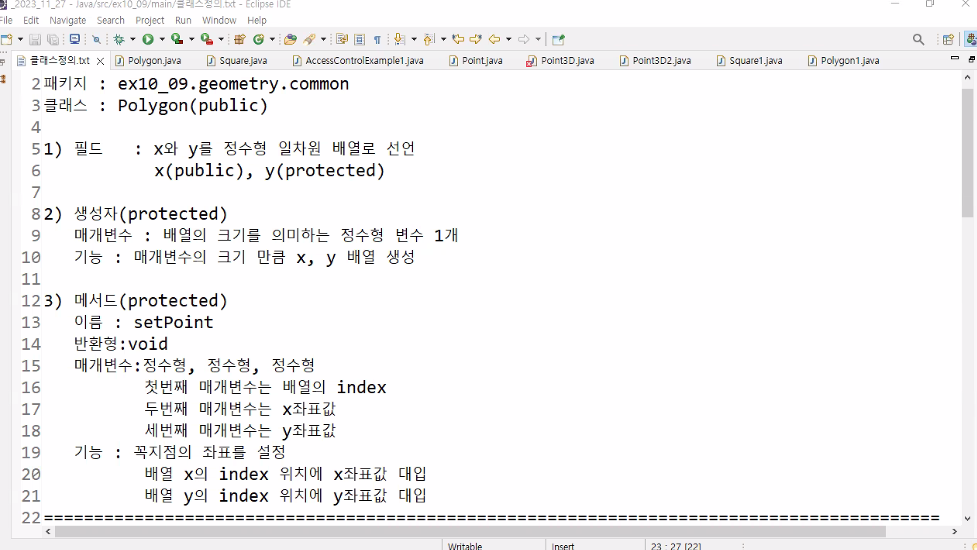 _2023_11_27 - Java/src/ex10_09/main/클래스정의.txt - Eclipse IDE
File Edit Navigate Search Project Run Window Help
클래스정의.txt Polygon.java Square.java AccessControlExample1.java Point.java Point3D.java Point3D2.java Square1.java Polygon1.java
2 패키지 : ex10_09.geometry.common
3 클래스 : Polygon(public)
4
5 1) 필드 : x와 y를 정수형 일차원 배열로 선언
6 x(public), y(protected)
7
8 2) 생성자(protected)
9 매개변수 : 배열의 크기를 의미하는 정수형 변수 1개
10 기능 : 매개변수의 크기 만큼 x, y 배열 생성
11
12 3) 메서드(protected)
13 이름 : setPoint
14 반환형:void
15 매개변수:정수형, 정수형, 정수형
16 첫번째 매개변수는 배열의 index
17 두번째 매개변수는 x좌표값
18 세번째 매개변수는 y좌표값
19 기능 : 꼭지점의 좌표를 설정
20 배열 x의 index 위치에 x좌표값 대입
21 배열 y의 index 위치에 y좌표값 대입
22 ==========================================================================================
Writable Insert 23 : 27 [22]